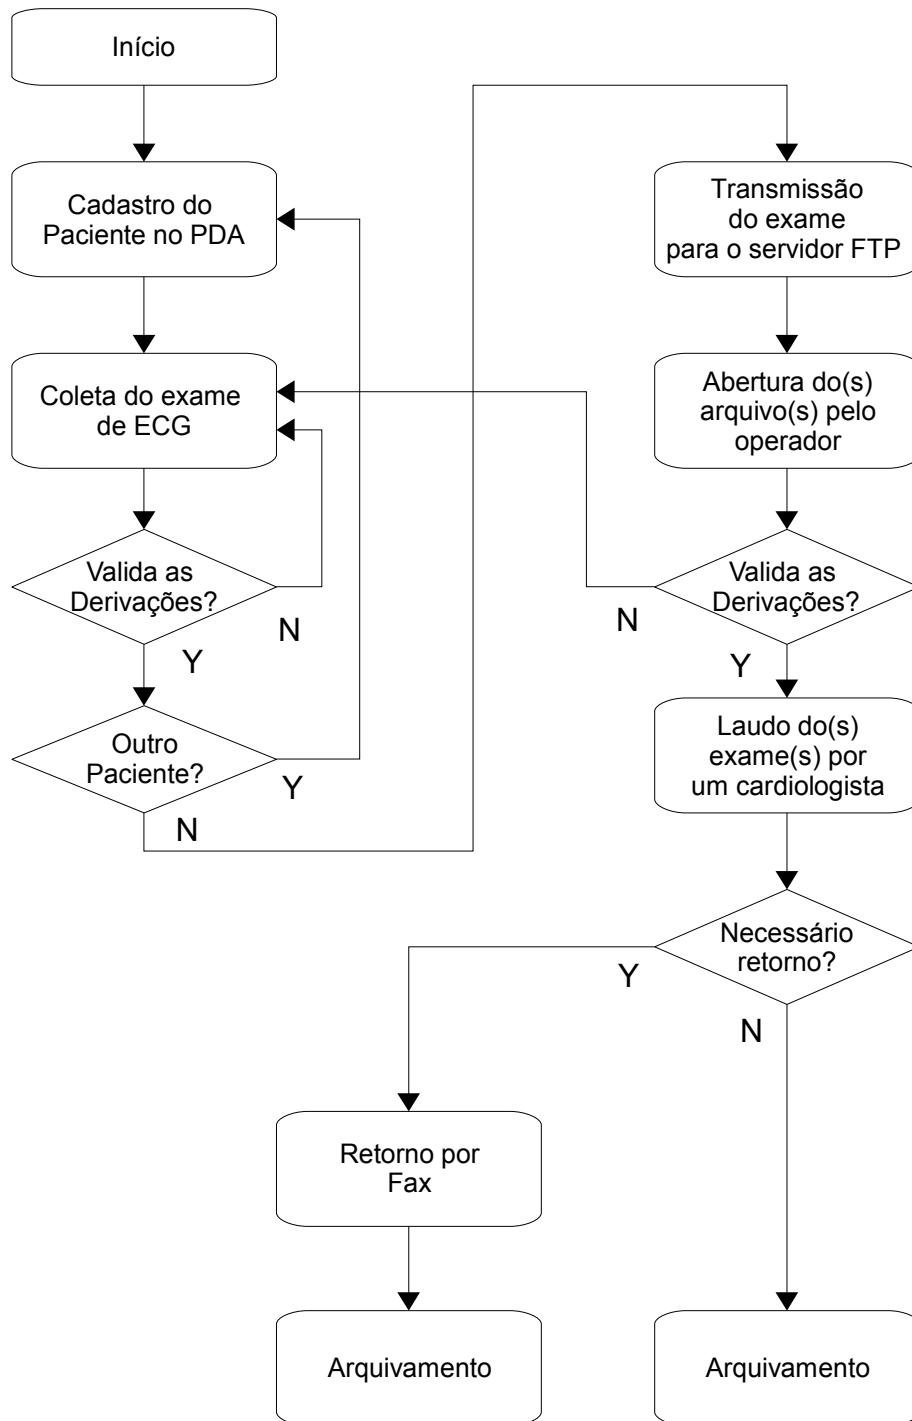 Início
Cadastro do
Paciente no PDA
Coleta do exame
de ECG
Valida as
Derivações?
N
Y
Outro
Paciente?
Y
N
Transmissão
do exame
para o servidor FTP
Abertura do(s)
arquivo(s) pelo
operador
Valida as
Derivações?
N
Y
Laudo do(s)
exame(s) por
um cardiologista
Necessário
retorno?
Y
N
Retorno por
Fax
Arquivamento
Arquivamento